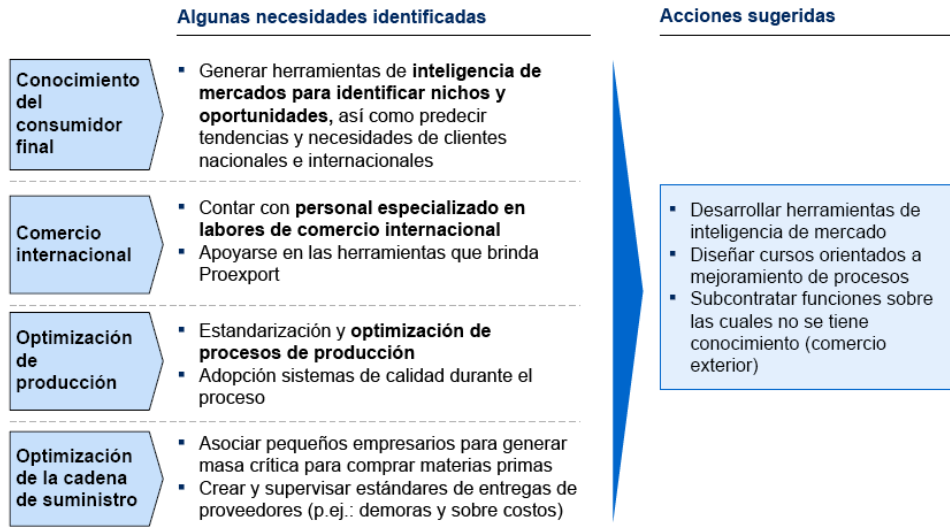 Algunas necesidades identificadas
Acciones sugeridas
Conocimiento
del
consumidor
final
▪ Generar herramientas de inteligencia de
mercados para identificar nichos y
oportunidades, así como predecir
tendencias y necesidades de clientes
nacionales e internacionales
Comercio
internacional
▪ Contar con personal especializado en
labores de comercio internacional
▪ Apoyarse en las herramientas que brinda
Proexport
Optimización
de
producción
▪ Estandarización y optimización de
procesos de producción
▪ Adopción sistemas de calidad durante el
proceso
Optimización
de la cadena
de suministro
▪ Asociar pequeños empresarios para generar
masa crítica para comprar materias primas
▪ Crear y supervisar estándares de entregas de
proveedores (p.ej.: demoras y sobre costos)
▪ Desarrollar herramientas de
inteligencia de mercado
▪ Diseñar cursos orientados a
mejoramiento de procesos
▪ Subcontratar funciones sobre
las cuales no se tiene
conocimiento (comercio
exterior)